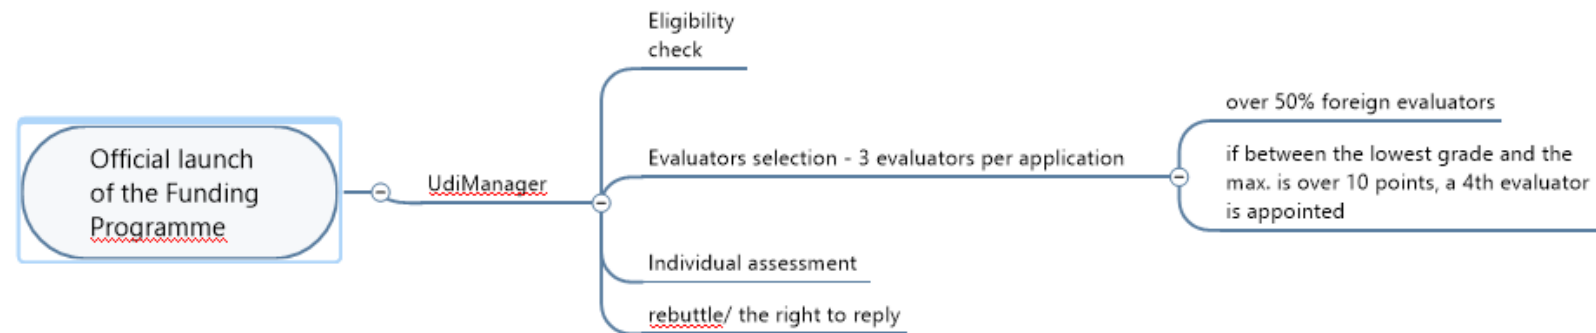 Official launch
of the Funding
Programme
UdiManager
Eligibility
check
Evaluators selection - 3 evaluators per application
over 50% foreign evaluators
if between the lowest grade and the
max. is over 10 points, a 4th evaluator
is appointed
Individual assessment
rebuttle/ the right to reply